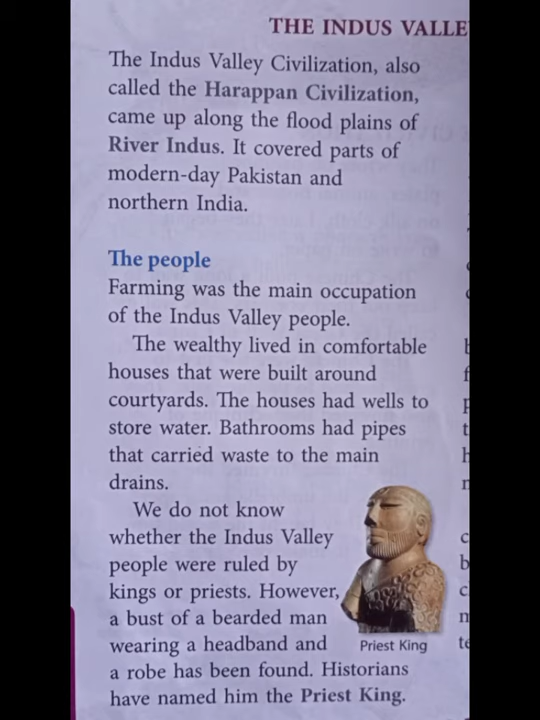 THE INDUS VALLE
The Indus Valley Civilization, also
called the Harappan Civilization,
came up along the flood plains of
River Indus. It covered parts of
modern-day Pakistan and
northern India.
The people
Farming was the main occupation
of the Indus Valley people.
The wealthy lived in comfortable
houses that were built around
courtyards. The houses had wells to
store water. Bathrooms had pipes
that carried waste to the main
drains.
We do not know
whether the Indus Valley
people were ruled by
kings or priests. However,
a bust of a bearded man
wearing a headband and
a robe has been found. Historians
have named him the Priest King.
Priest King